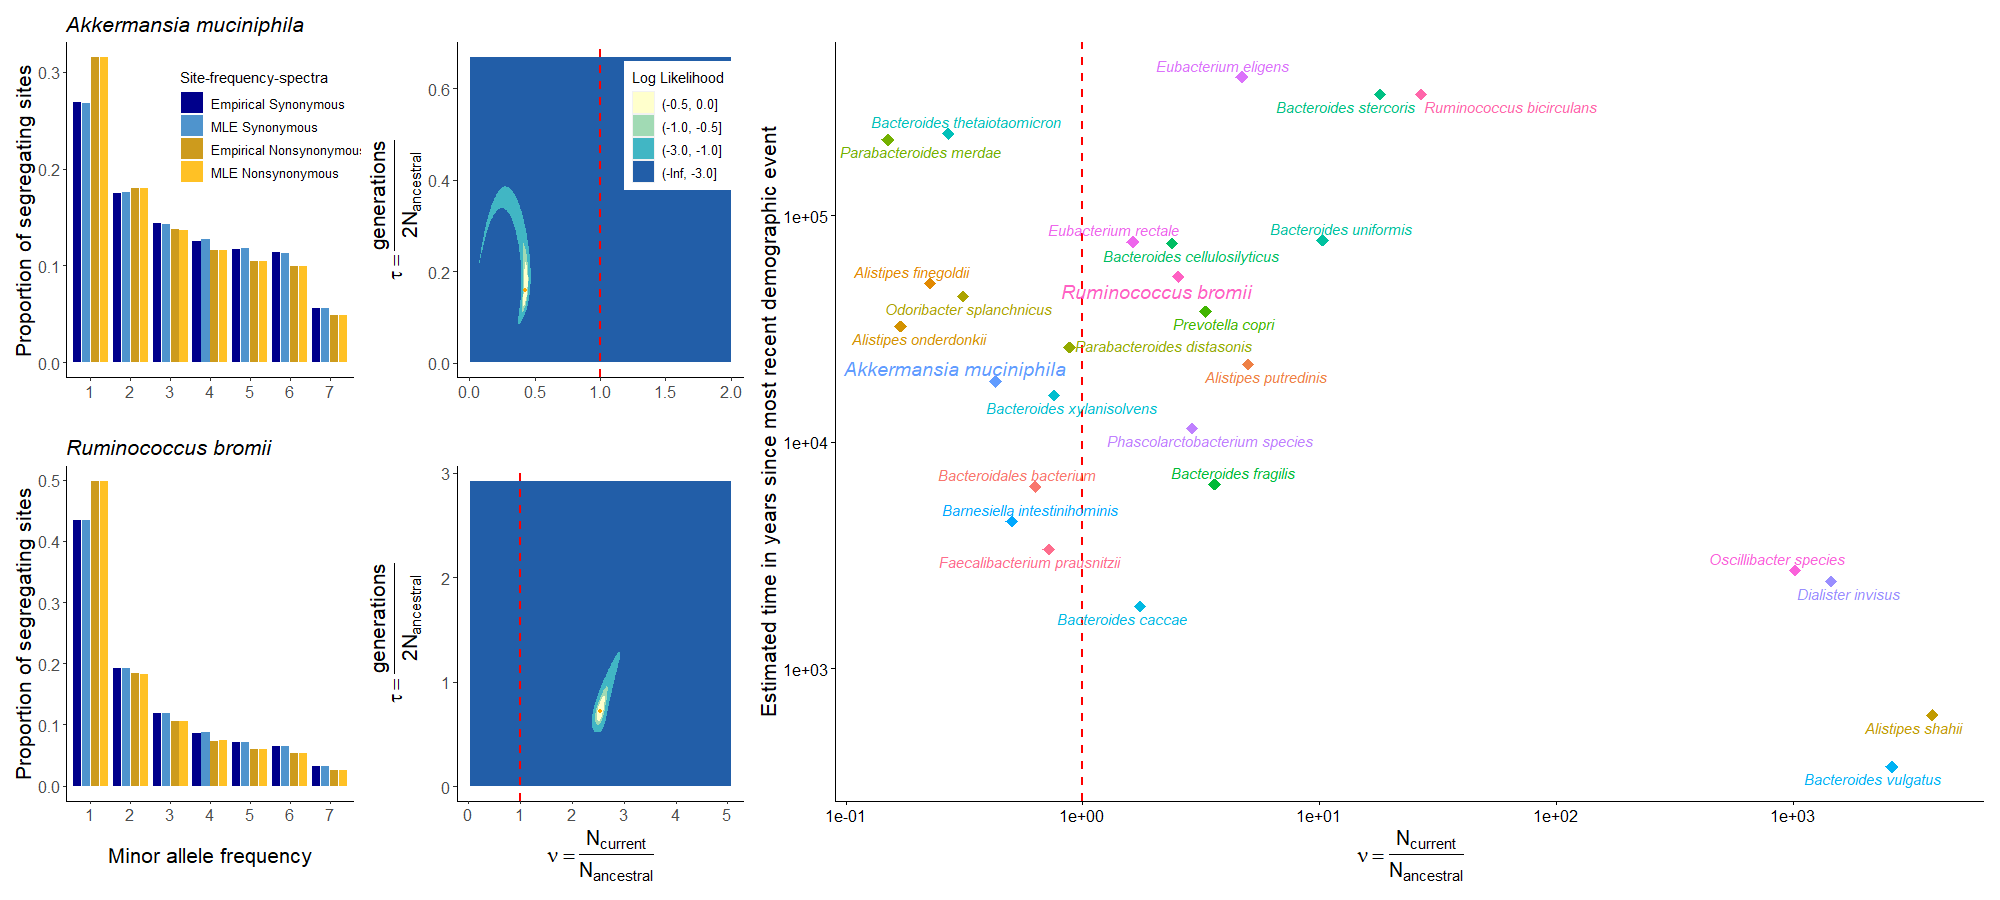 Akkermansia muciniphila
Proportion of segregating sites
0.3
0.2
0.1
0.0
Site-frequency-spectra
Empirical Synonymous
MLE Synonymous
Empirical Nonsynonymous
MLE Nonsynonymous
1 2 3 4 5 6 7
τ = generations
2Nancestral
0.6
0.4
0.2
0.0
Log Likelihood
(-0.5, 0.0]
(-1.0, -0.5]
(-3.0, -1.0]
(-Inf, -3.0]
0.0 0.5 1.0 1.5 2.0
Ruminococcus bromii
Proportion of segregating sites
0.5
0.4
0.3
0.2
0.1
0.0
1 2 3 4 5 6 7
Minor allele frequency
τ = generations
2Nancestral
3
2
1
0
0 1 2 3 4 5
ν = Ncurrent
Nancestral
Estimated time in years since most recent demographic event
1e+05
1e+04
1e+03
Eubacterium eligens
Bacteroides stercoris
Ruminococcus bicirculans
Bacteroides thetaiotaomicron
Parabacteroides merdae
Eubacterium rectale
Bacteroides uniformis
Bacteroides cellulosilyticus
Alistipes finegoldii
Ruminococcus bromii
Odoribacter splanchnicus
Prevotella copri
Alistipes onderdonkii
Parabacteroides distasonis
Akkermansia muciniphila
Alistipes putredinis
Bacteroides xylanisolvens
Phascolarctobacterium species
Bacteroidales bacterium
Bacteroides fragilis
Barnesiella intestinihominis
Faecalibacterium prausnitzii
Oscillibacter species
Dialister invisus
Bacteroides caccae
Alistipes shahii
Bacteroides vulgatus
1e-01 1e+00 1e+01 1e+02 1e+03
ν = Ncurrent
Nancestral